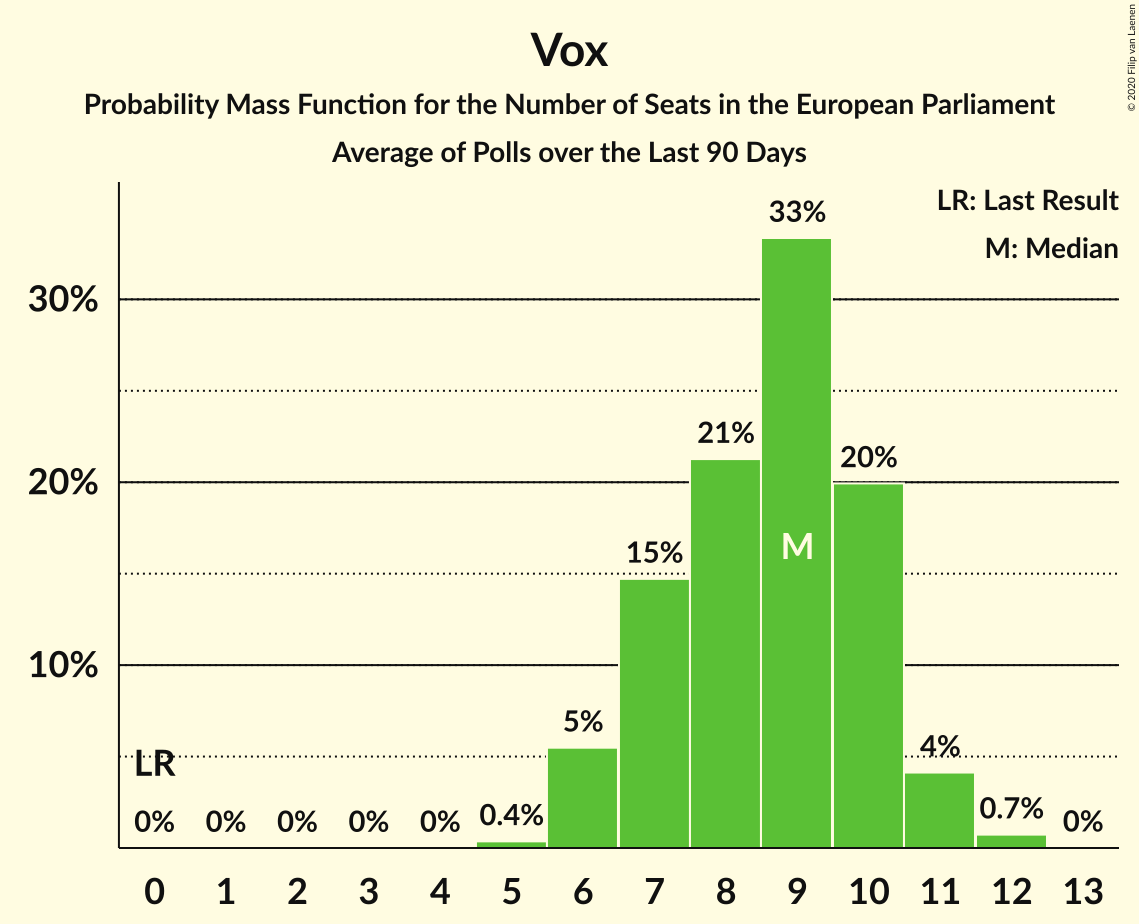 Vox
Probability Mass Function for the Number of Seats in the European Parliament
Average of Polls over the Last 90 Days
© 2020 Filip van Laenen
LR: Last Result
M: Median
33%
30%
21%
20%
20%
M
15%
10%
5%
LR
4%
0% 0% 0% 0% 0% 0.4% 0.7% 0%
0 1 2 3 4 5 6 7 8 9 10 11 12 13